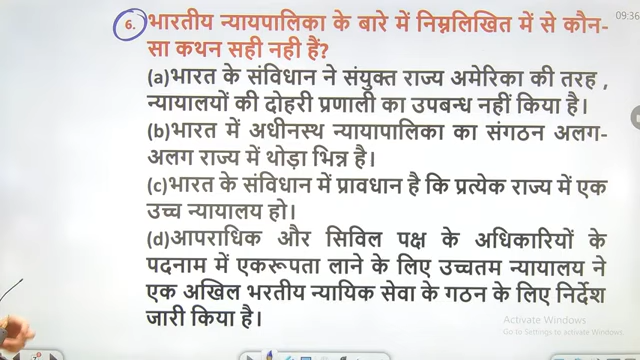 09:36
6. भारतीय न्यायपालिका के बारे में निम्नलिखित में से कौन-
सा कथन सही नही हैं?
(a)भारत के संविधान ने संयुक्त राज्य अमेरिका की तरह ,
न्यायालयों की दोहरी प्रणाली का उपबन्ध नहीं किया है।
(b)भारत में अधीनस्थ न्यायापालिका का संगठन अलग-
अलग राज्य में थोड़ा भिन्न है।
(c)भारत के संविधान में प्रावधान है कि प्रत्येक राज्य में एक
उच्च न्यायालय हो।
(d)आपराधिक और सिविल पक्ष के अधिकारियों के
पदनाम में एकरूपता लाने के लिए उच्चतम न्यायालय ने
एक अखिल भरतीय न्यायिक सेवा के गठन के लिए निर्देश
जारी किया है।
Activate Windows
Go to Settings to activate Windows.